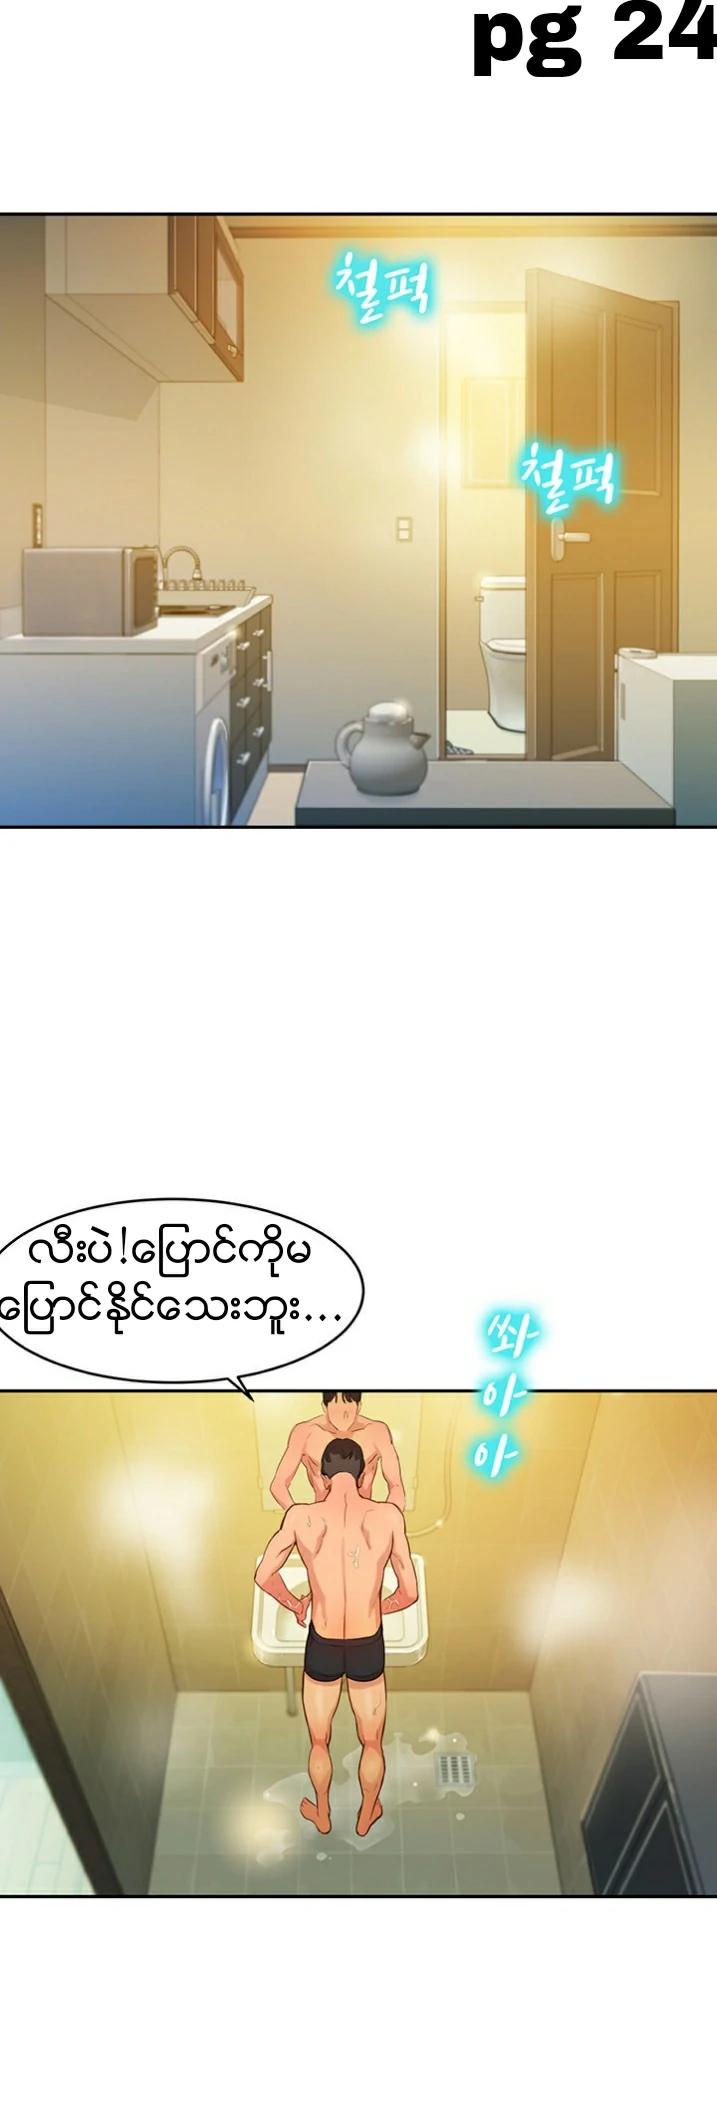 pg 24
철퍽
철퍽
လီးပဲ!ပြောင်ကိုမ
ပြောင်နိုင်သေးဘူး...
쏴
아
아